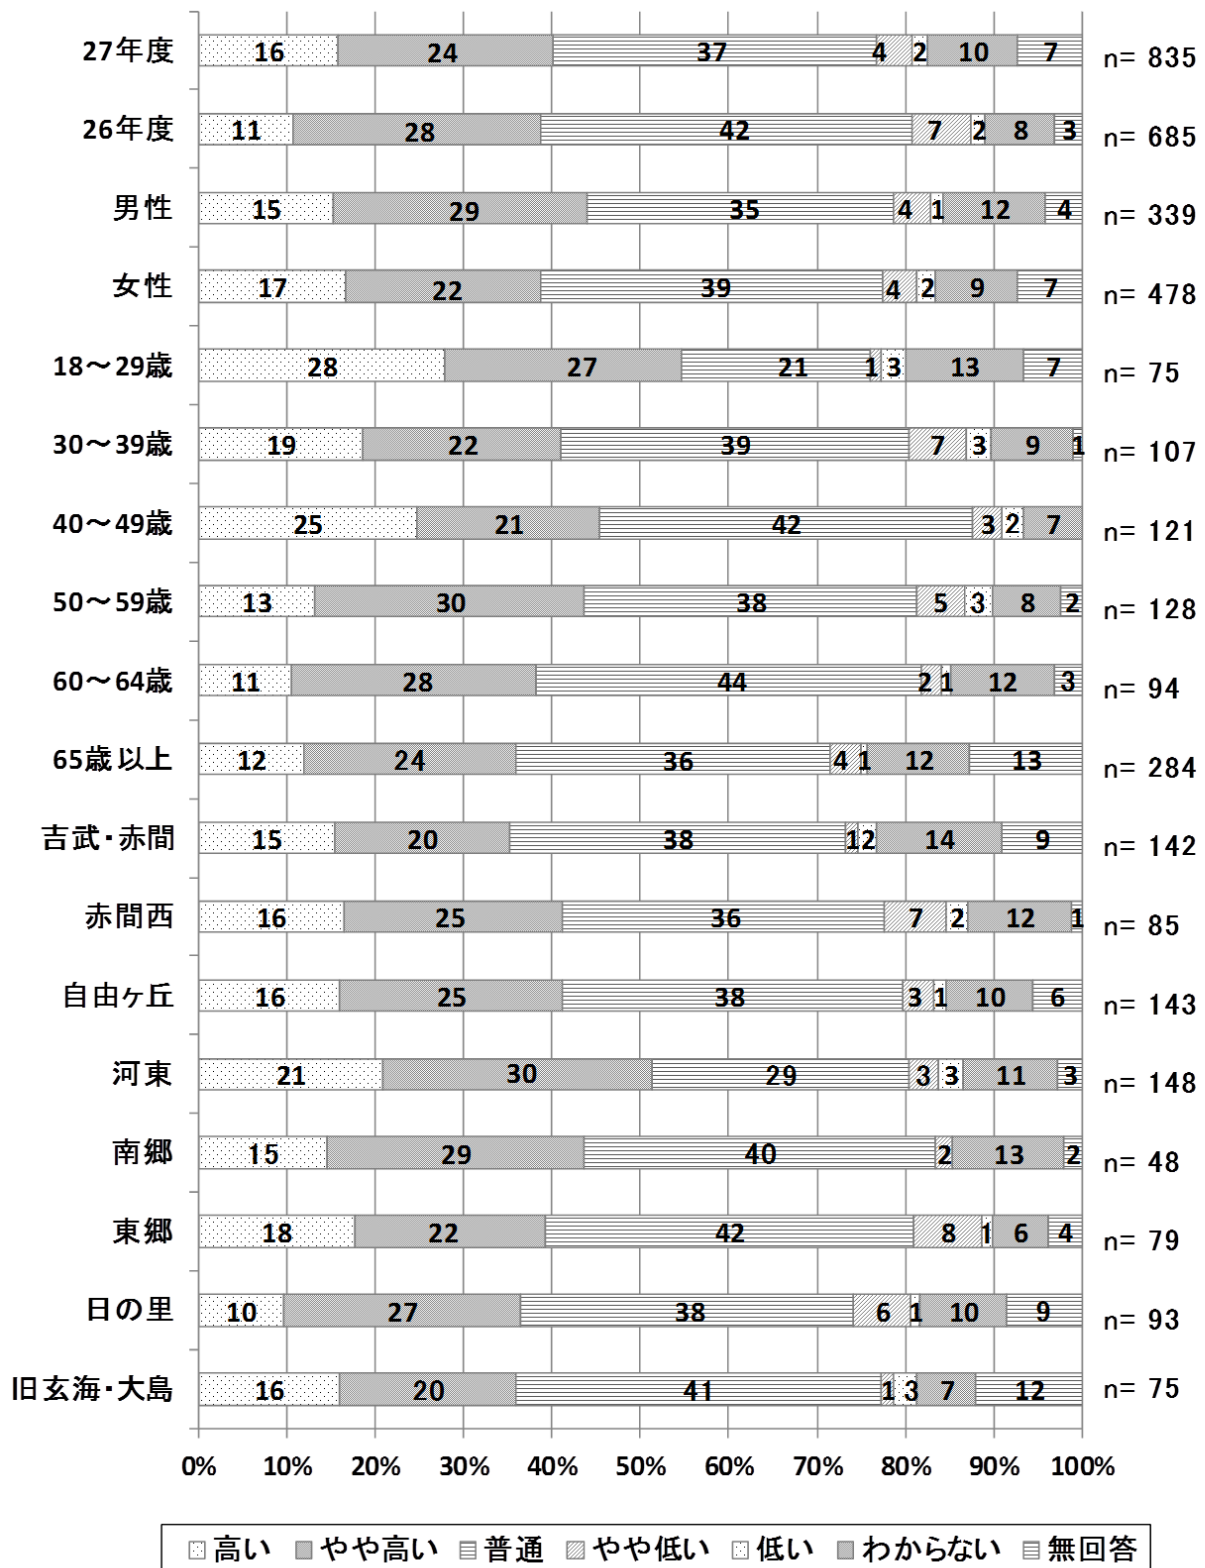 27年度 16 24 37 4 2 10 7 n= 835
26年度 11 28 42 7 2 8 3 n= 685
男性 15 29 35 4 1 12 4 n= 339
女性 17 22 39 4 2 9 7 n= 478
18～29歳 28 27 21 1 3 13 7 n= 75
30～39歳 19 22 39 7 3 9 1 n= 107
40～49歳 25 21 42 3 2 7 n= 121
50～59歳 13 30 38 5 3 8 2 n= 128
60～64歳 11 28 44 2 1 12 3 n= 94
65歳以上 12 24 36 4 1 12 13 n= 284
吉武・赤間 15 20 38 1 2 14 9 n= 142
赤間西 16 25 36 7 2 12 1 n= 85
自由ヶ丘 16 25 38 3 1 10 6 n= 143
河東 21 30 29 3 3 11 3 n= 148
南郷 15 29 40 2 13 2 n= 48
東郷 18 22 42 8 1 6 4 n= 79
日の里 10 27 38 6 1 10 9 n= 93
旧玄海・大島 16 20 41 1 3 7 12 n= 75
0% 10% 20% 30% 40% 50% 60% 70% 80% 90% 100%
高い やや高い 普通 やや低い 低い わからない 無回答